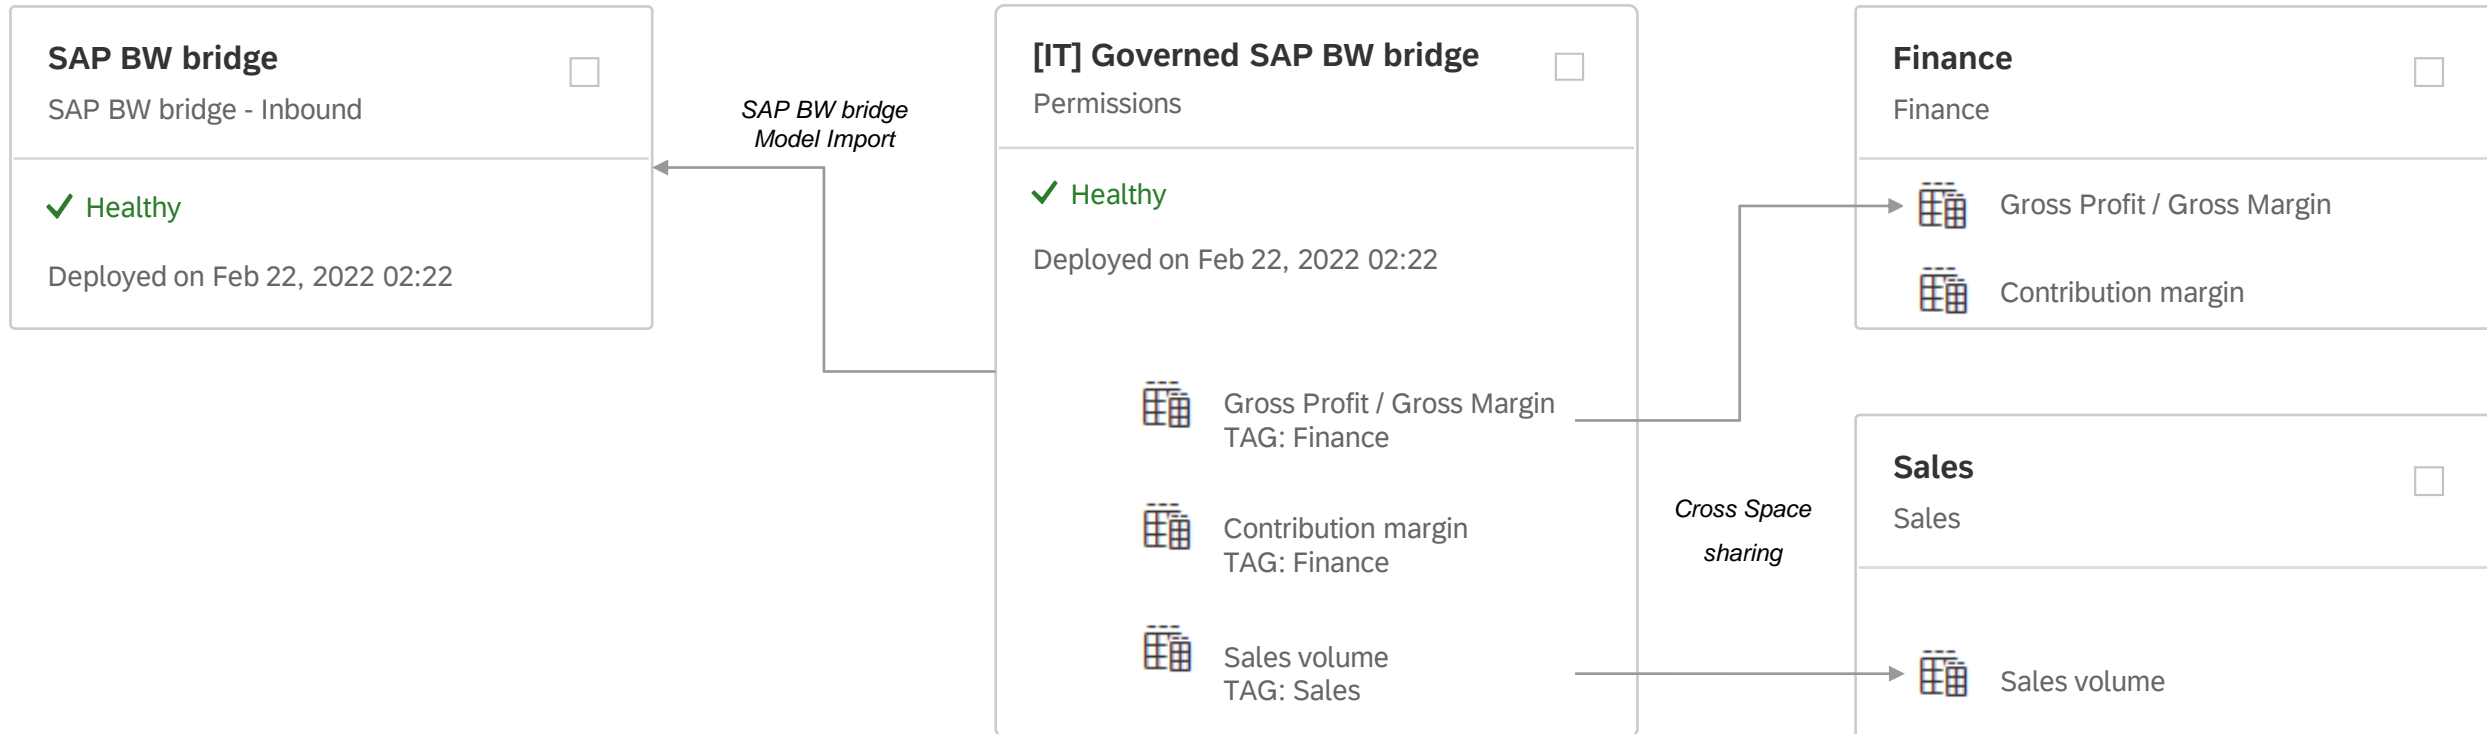 SAP BW bridge
SAP BW bridge - Inbound
Healthy
Deployed on Feb 22, 2022 02:22
SAP BW bridge
Model Import
[IT] Governed SAP BW bridge
Permissions
Healthy
Deployed on Feb 22, 2022 02:22
Gross Profit / Gross Margin
TAG: Finance
Contribution margin
TAG: Finance
Sales volume
TAG: Sales
Cross Space
sharing
Finance
Finance
Gross Profit / Gross Margin
Contribution margin
Sales
Sales
Sales volume